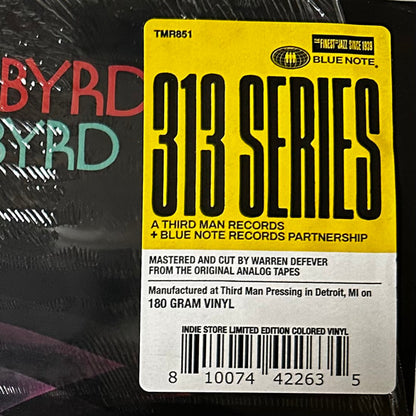 BYRD
BYRD
TMR851
THE FINEST IN JAZZ SINCE 1939
BLUE NOTE®
313 SERIES
A THIRD MAN RECORDS
+ BLUE NOTE RECORDS PARTNERSHIP
MASTERED AND CUT BY WARREN DEFEVER
FROM THE ORIGINAL ANALOG TAPES
Manufactured at Third Man Pressing in Detroit, MI on
180 GRAM VINYL
INDIE STORE LIMITED EDITION COLORED VINYL
8 10074 42263 5